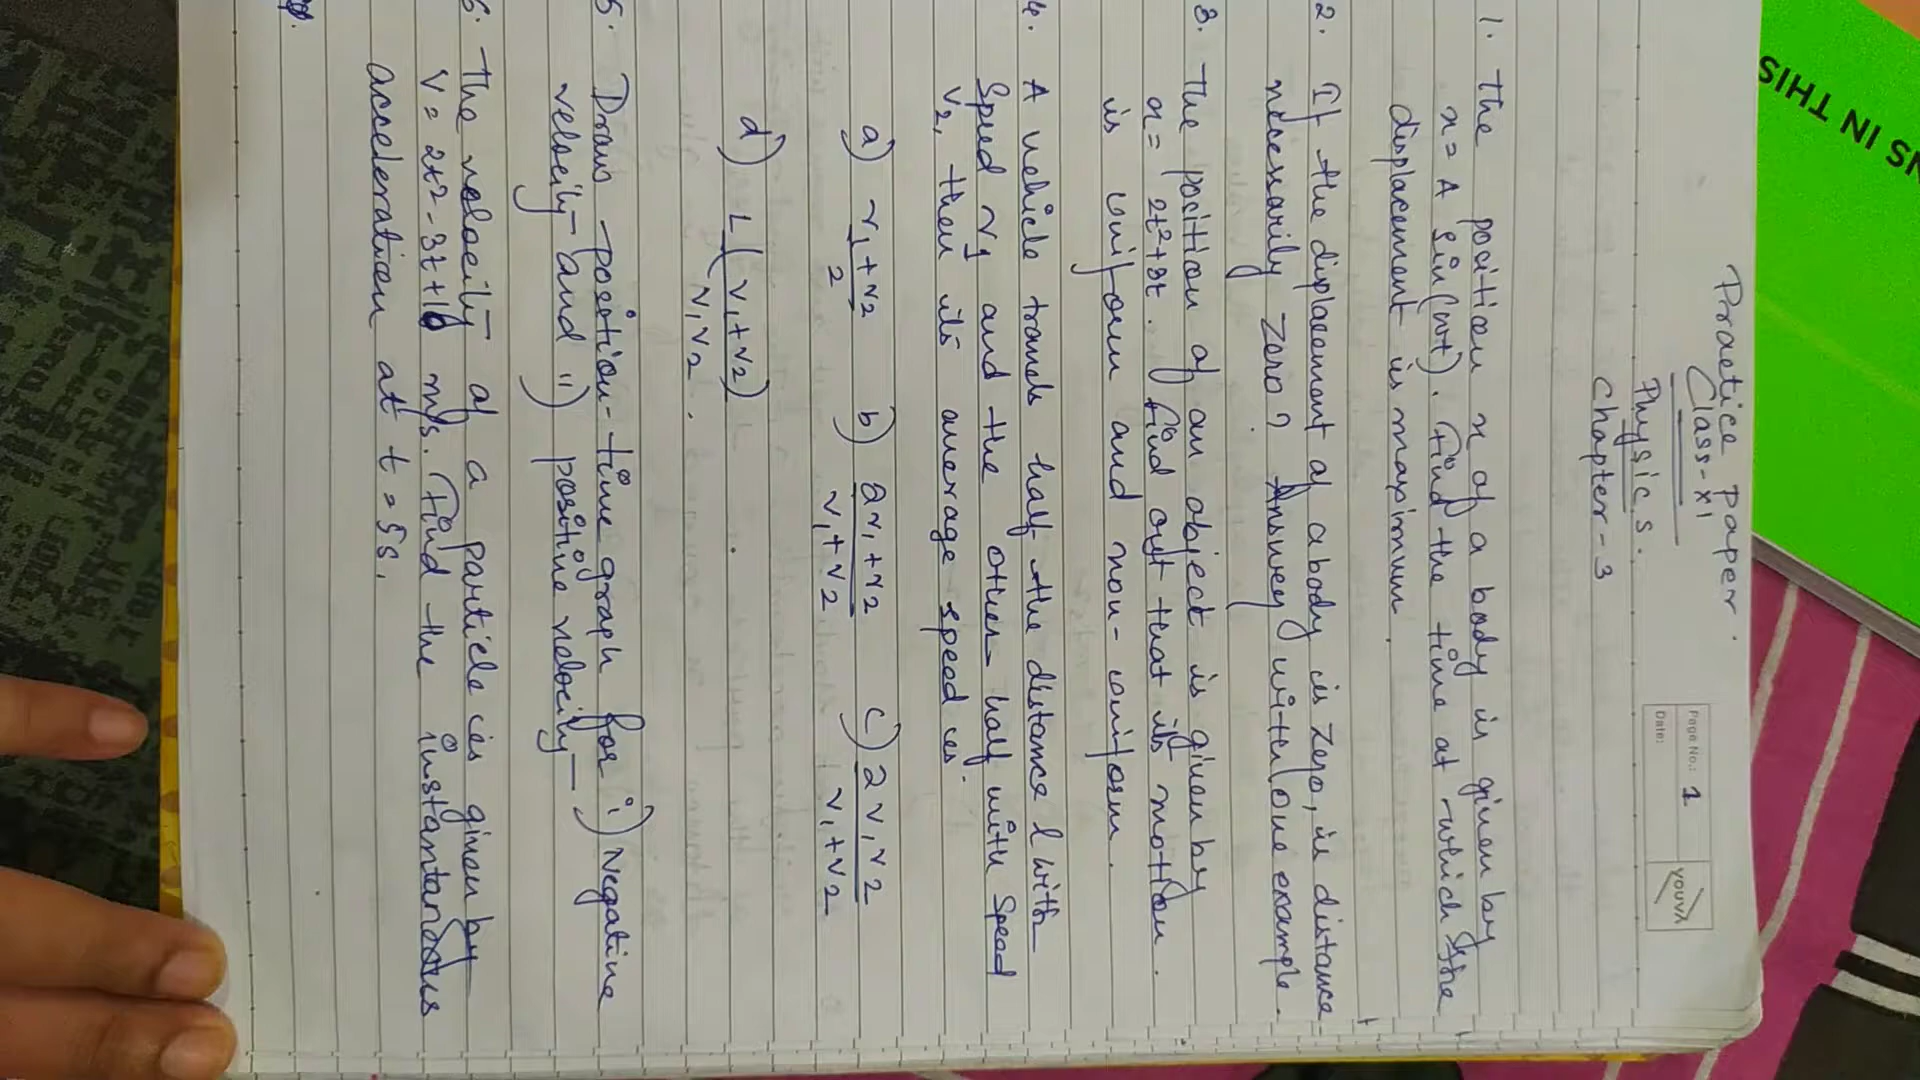 Practice paper.
Class-XI
Physics.
Chapter-3
Page No.: 1
Date:
YOUVA
1. The position x of a body is given by
x = A sin(wt). Find the time at which the
displacement is maximum.
2. If the displacement of a body is zero, is distance
necessarily zero? Answer with one example.
3. The position of an object is given by
x = 2t²+3t. find out that its motion
is uniform and non-uniform.
4. A vehicle travels half the distance l with
speed v1 and the other half with speed
v2, then its average speed is
a) v1+v2/2 b) 2v1+v2/v1+v2 c) 2v1v2/v1+v2
d) L(v1+v2)/v1v2.
5. Draw position-time graph for i) Negative
velocity and ii) positive velocity
6. The velocity of a particle is given by
V = 2t²-3t+10 m/s. Find the instantaneous
acceleration at t = 5s.
NS IN THIS